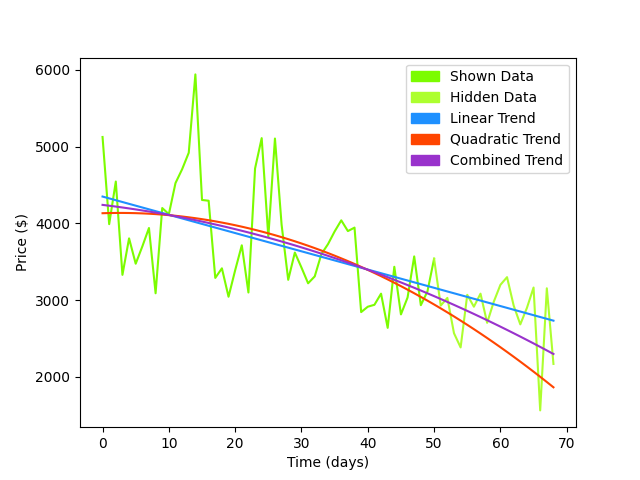 6000
5000
4000
3000
2000
Price ($)
0 10 20 30 40 50 60 70
Time (days)
Shown Data
Hidden Data
Linear Trend
Quadratic Trend
Combined Trend